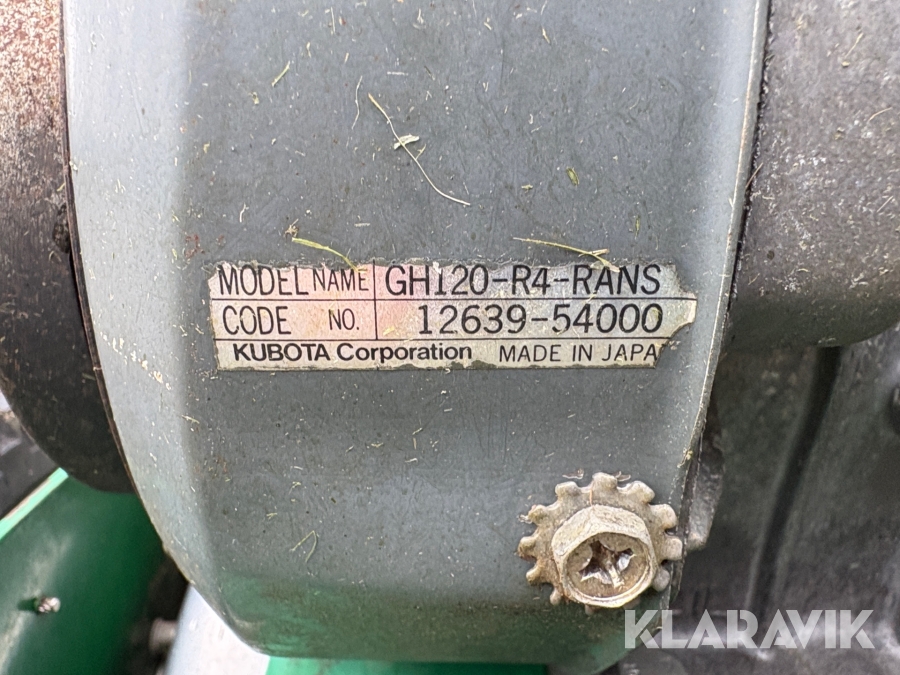 MODEL NAME GH120-R4-RANS
CODE NO. 12639-54000
KUBOTA Corporation MADE IN JAPA
KLARAVIK